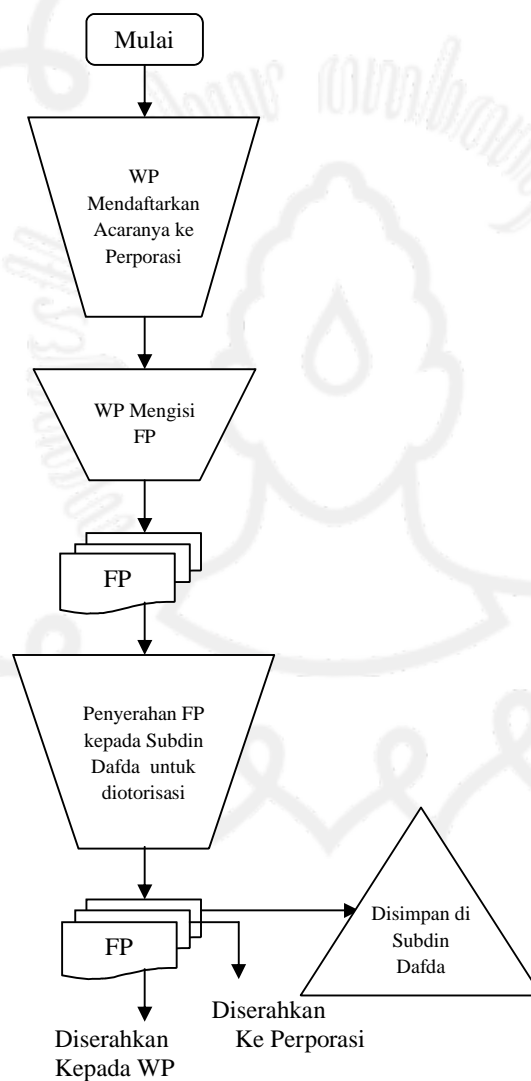 Mulai
WP
Mendaftarkan
Acaranya ke
Perporasi
WP Mengisi
FP
FP
Penyerahan FP
kepada Subdin
Dafda untuk
diotorisasi
FP
Disimpan di
Subdin
Dafda
Diserahkan
Ke Perporasi
Diserahkan
Kepada WP